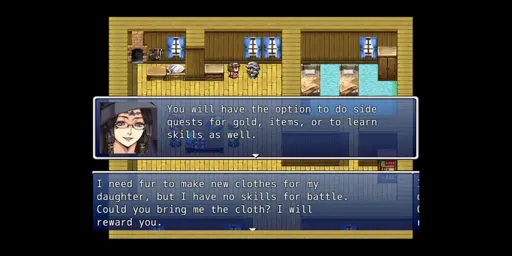 You will have the option to do side
quests for gold, items, or to learn
skills as well.
I need fur to make new clothes for my
daughter, but I have no skills for battle.
Could you bring me the cloth? I will
reward you.